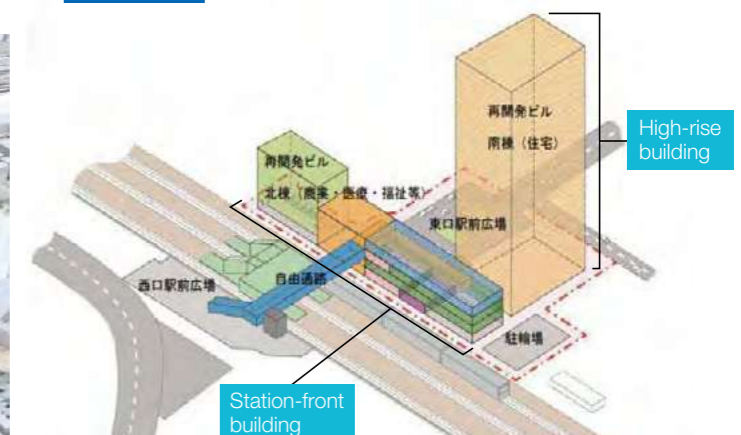 再開発ビル
南棟（住宅）
High-rise
building
再開発ビル
北棟（商業・医療・福祉等）
東口駅前広場
西口駅前広場
自由通路
駐輪場
Station-front
building